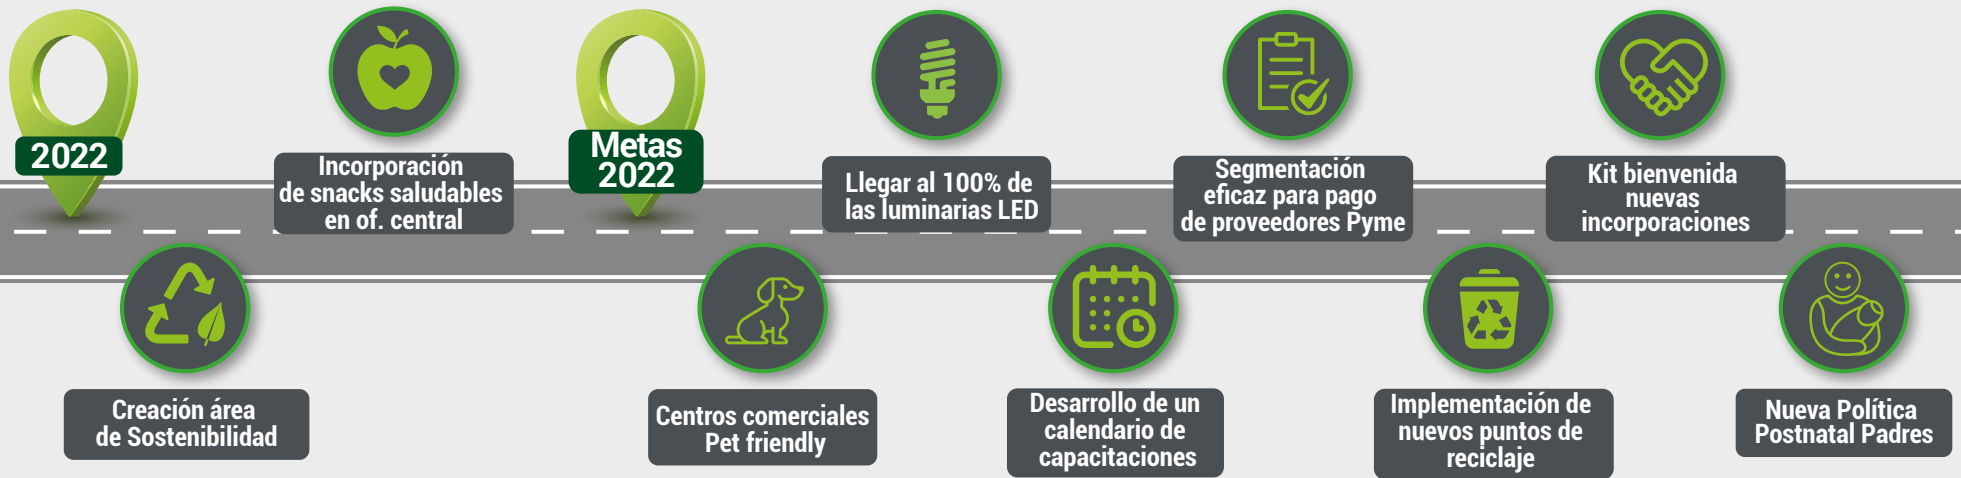 2022
Creación área
de Sostenibilidad
Incorporación
de snacks saludables
en of. central
Metas
2022
Centros comerciales
Pet friendly
Llegar al 100% de
las luminarias LED
Desarrollo de un
calendario de
capacitaciones
Segmentación
eficaz para pago
de proveedores Pyme
Implementación de
nuevos puntos de
reciclaje
Kit bienvenida
nuevas
incorporaciones
Nueva Política
Postnatal Padres